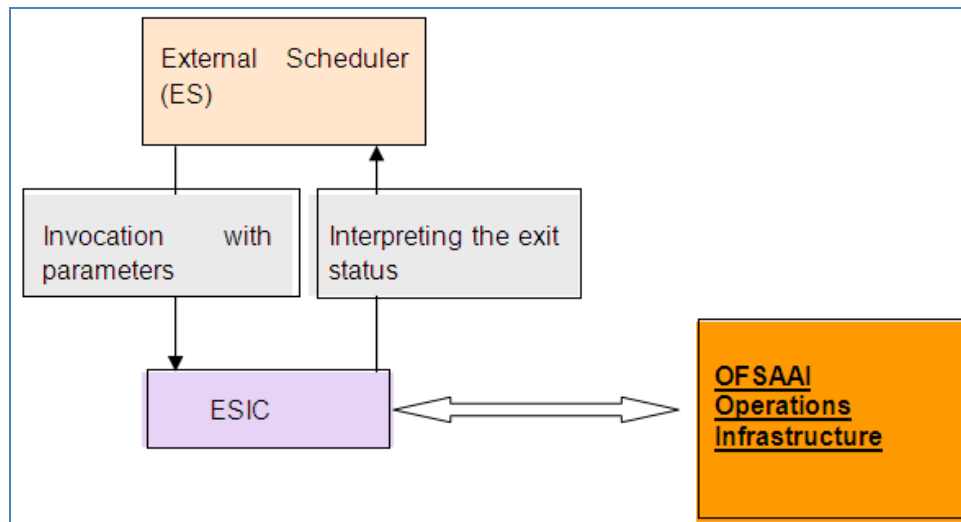 External Scheduler
(ES)
Invocation with
parameters
Interpreting the exit
status
ESIC
OFSAAI
Operations
Infrastructure